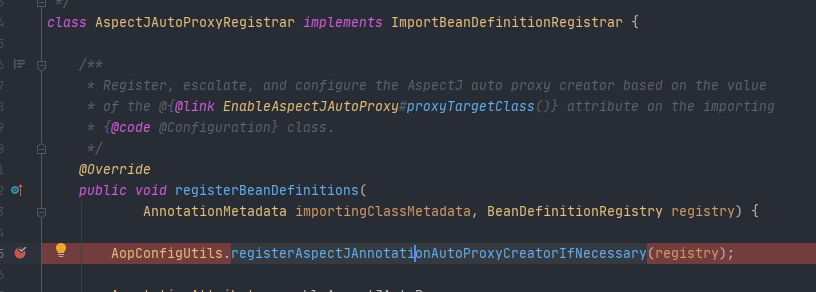 */
class AspectJAutoProxyRegistrar implements ImportBeanDefinitionRegistrar {
/**
* Register, escalate, and configure the AspectJ auto proxy creator based on the value
* of the @{@link EnableAspectJAutoProxy#proxyTargetClass()} attribute on the importing
* {@code @Configuration} class.
*/
@Override
public void registerBeanDefinitions(
AnnotationMetadata importingClassMetadata, BeanDefinitionRegistry registry) {
AopConfigUtils.registerAspectJAnnotationAutoProxyCreatorIfNecessary(registry);